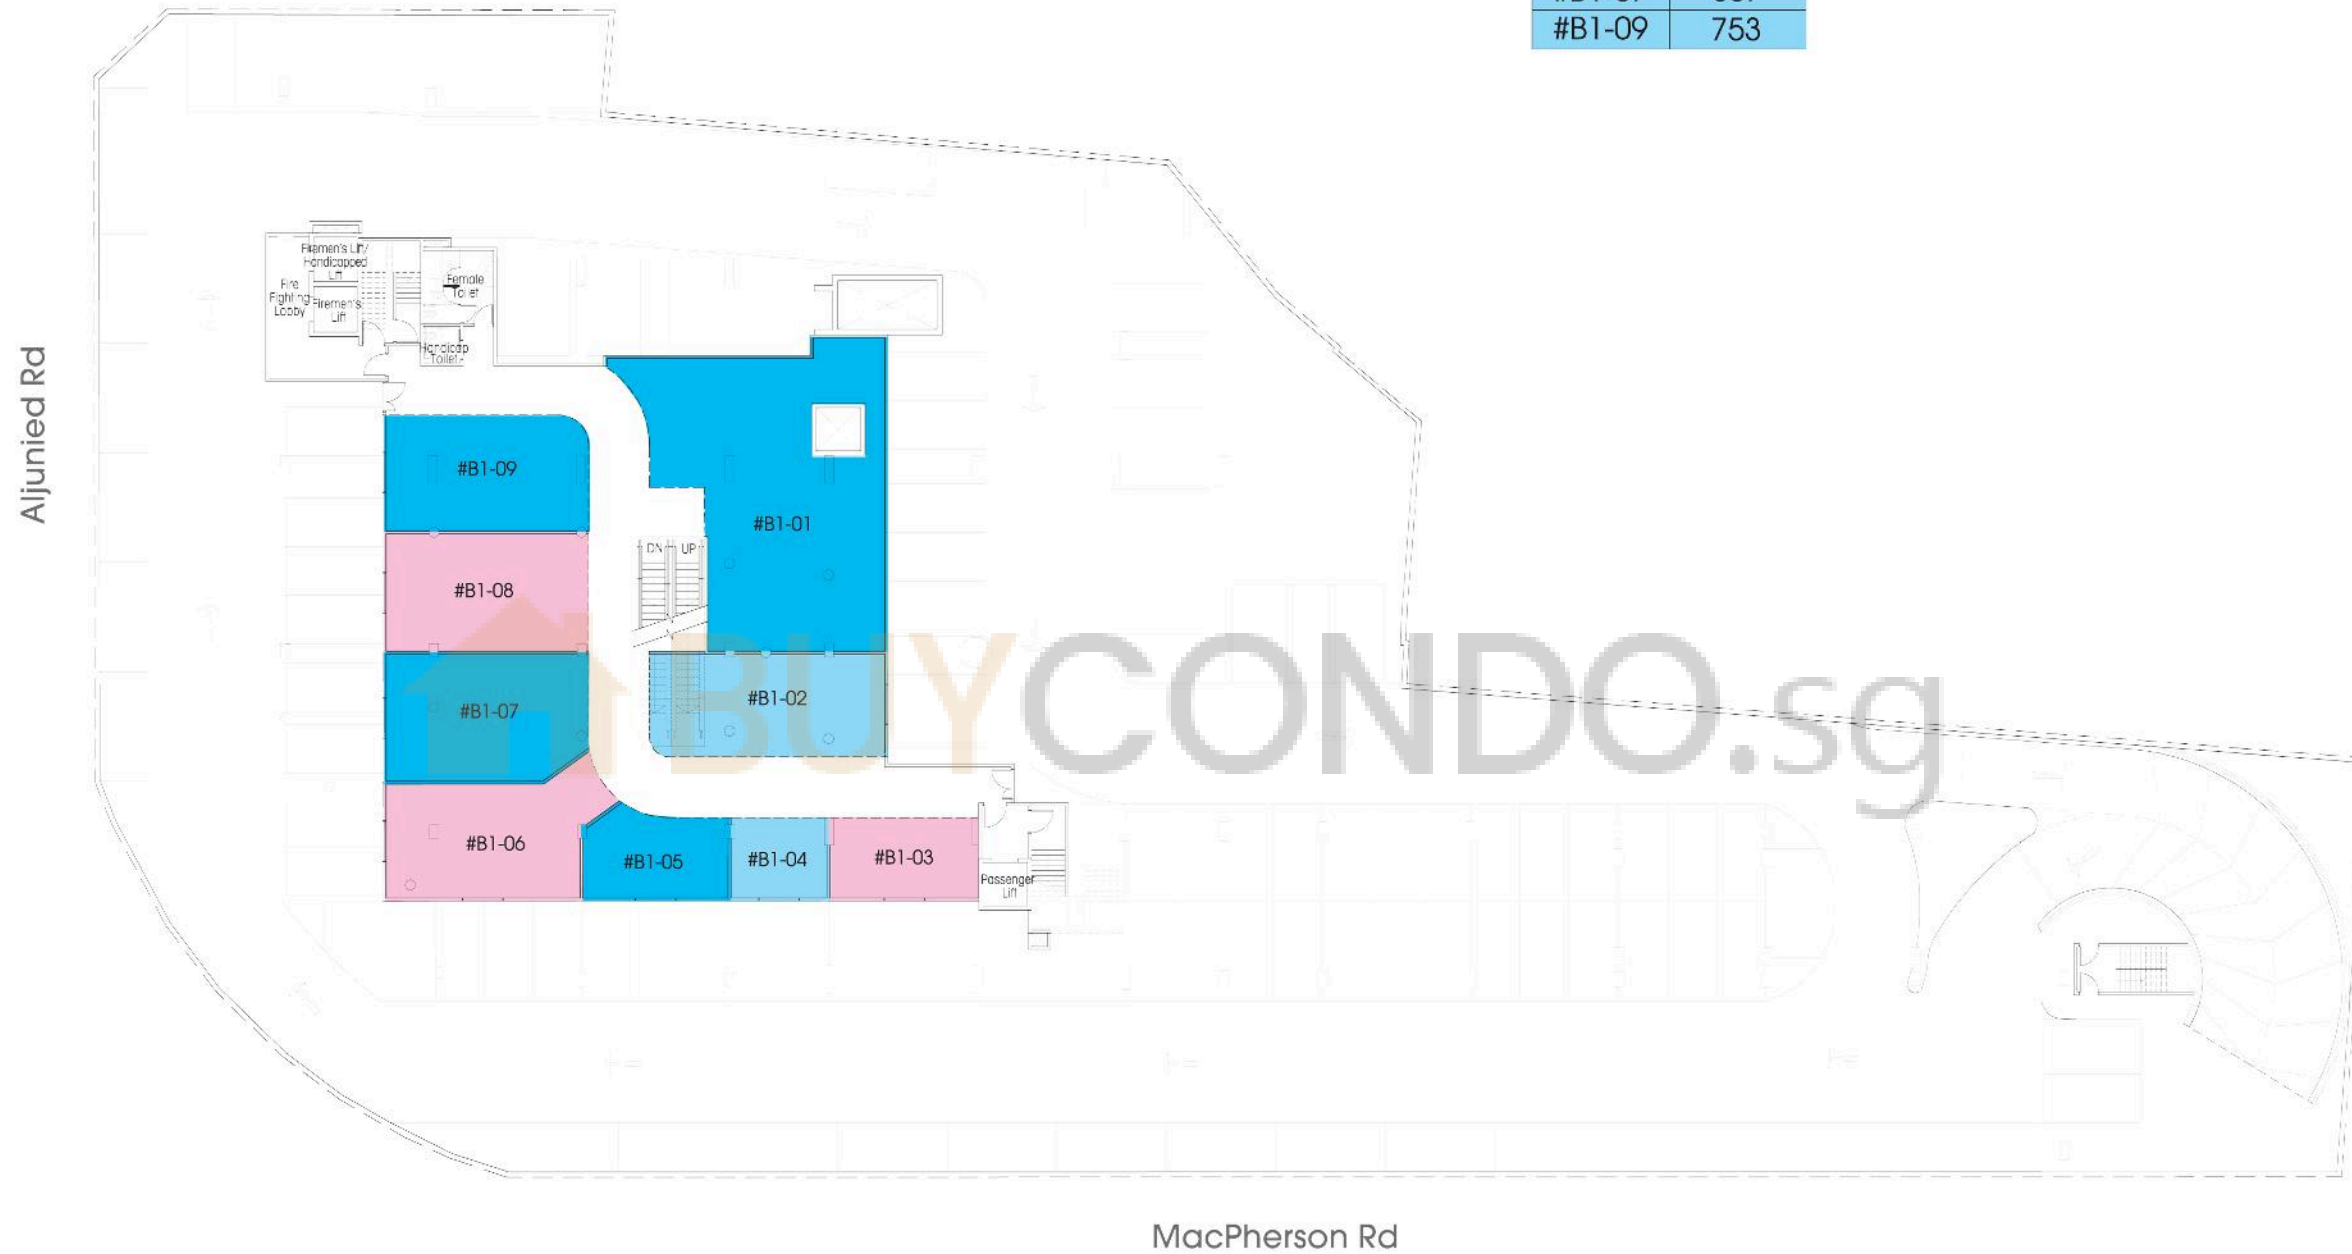 #B1-09 753
Firemen's Lift/
Handicapped
Lift
Fire
Fighting
Lobby
Firemen's
Lift
Female
Toilet
Handicap
Toilet
Aljunied Rd
#B1-09
#B1-01
DN UP
#B1-08
#B1-02
#B1-07
BUYCONDO.sg
#B1-06
#B1-05
#B1-04
#B1-03
Passenger
Lift
MacPherson Rd